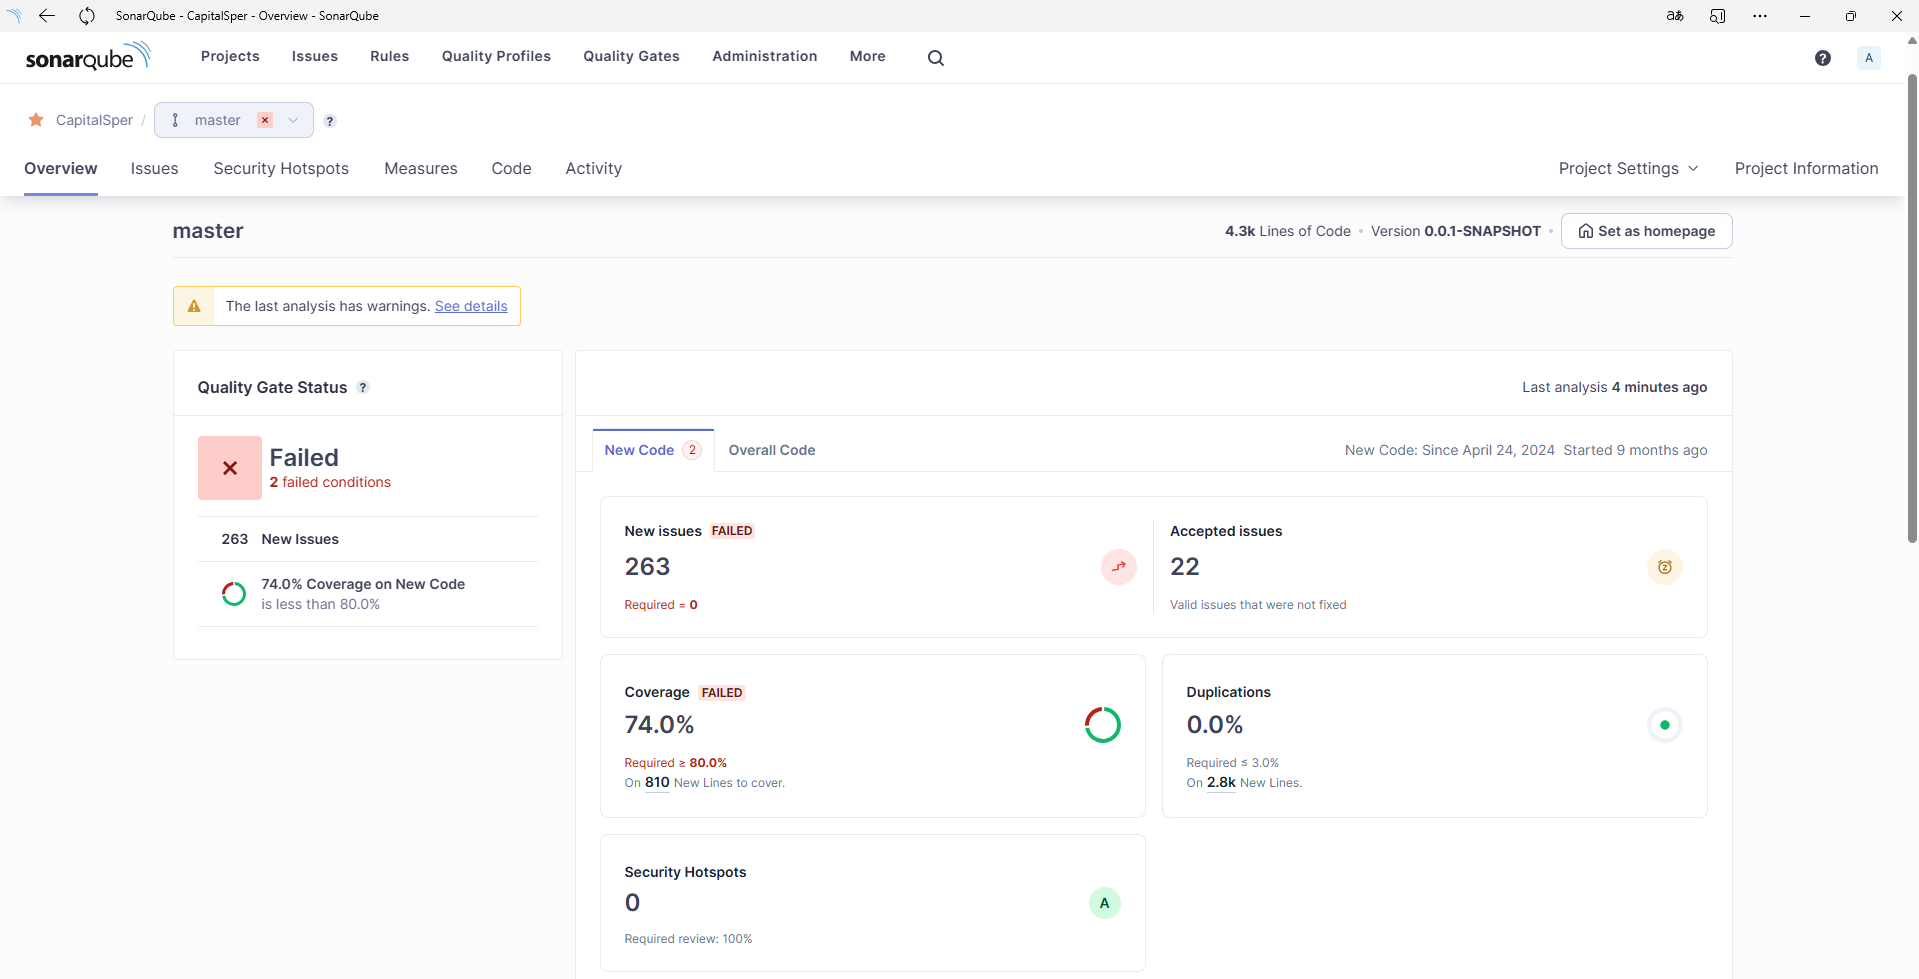 SonarQube - CapitalSper - Overview - SonarQube
aあ
sonarqube Projects Issues Rules Quality Profiles Quality Gates Administration More ? A
CapitalSper / master ?
Overview Issues Security Hotspots Measures Code Activity Project Settings Project Information
master 4.3k Lines of Code • Version 0.0.1-SNAPSHOT • Set as homepage
The last analysis has warnings. See details
Quality Gate Status ?
Failed
2 failed conditions
263 New Issues
74.0% Coverage on New Code
is less than 80.0%
Last analysis 4 minutes ago
New Code 2 Overall Code New Code: Since April 24, 2024 Started 9 months ago
New issues FAILED
263
Required = 0
Accepted issues
22
Valid issues that were not fixed
Coverage FAILED
74.0%
Required ≥ 80.0%
On 810 New Lines to cover.
Duplications
0.0%
Required ≤ 3.0%
On 2.8k New Lines.
Security Hotspots
0
A
Required review: 100%